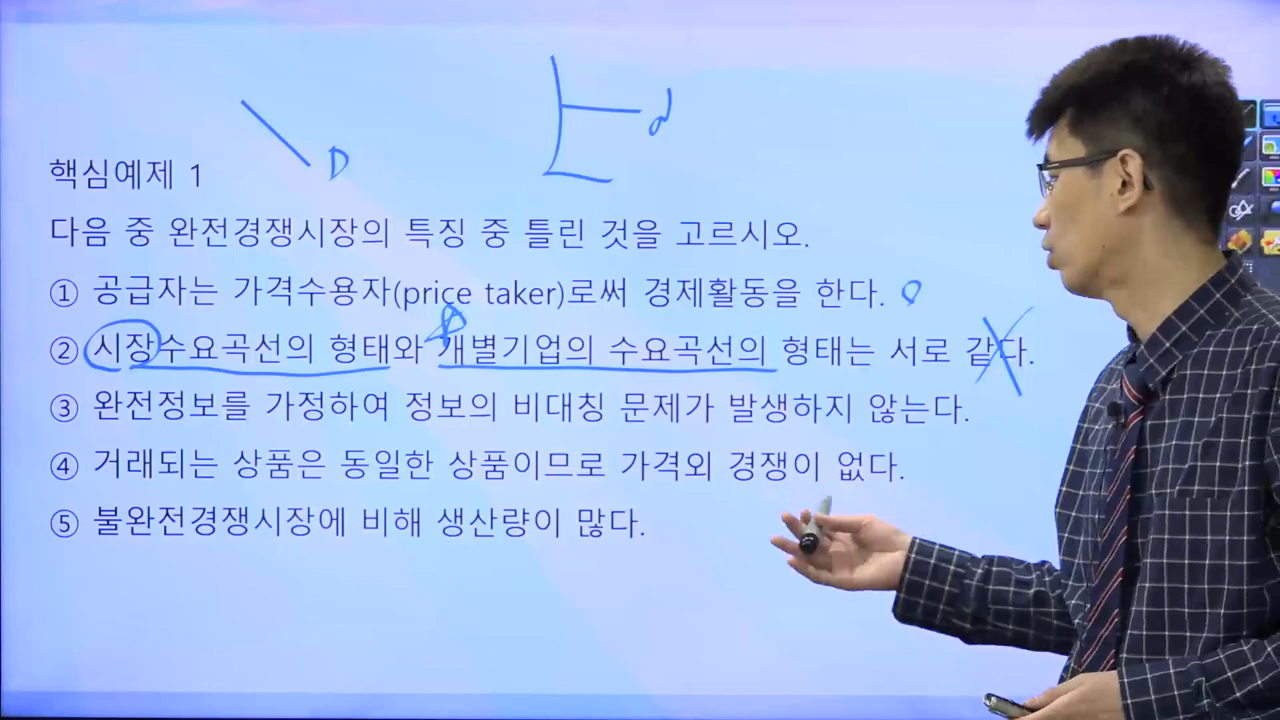 D
d
핵심예제 1
다음 중 완전경쟁시장의 특징 중 틀린 것을 고르시오.
① 공급자는 가격수용자(price taker)로써 경제활동을 한다.
② 시장수요곡선의 형태와 개별기업의 수요곡선의 형태는 서로 같다.
③ 완전정보를 가정하여 정보의 비대칭 문제가 발생하지 않는다.
④ 거래되는 상품은 동일한 상품이므로 가격외 경쟁이 없다.
⑤ 불완전경쟁시장에 비해 생산량이 많다.